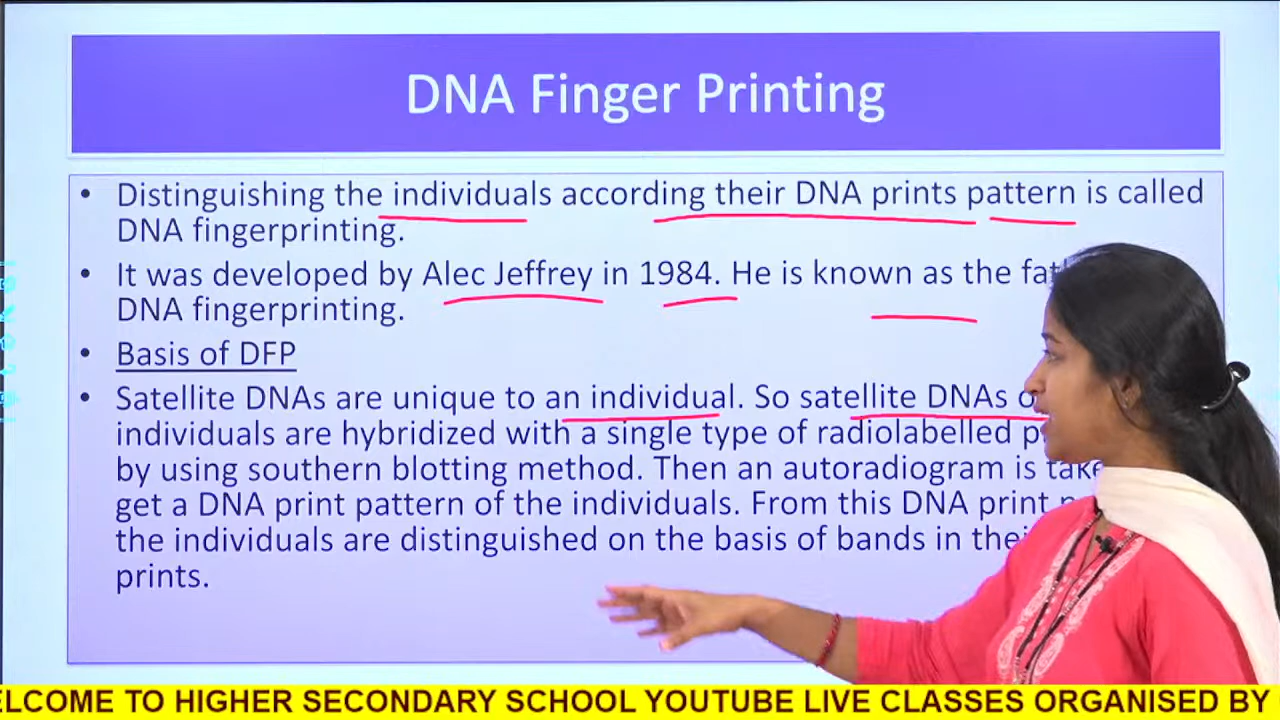 DNA Finger Printing
• Distinguishing the individuals according their DNA prints pattern is called
DNA fingerprinting.
• It was developed by Alec Jeffrey in 1984. He is known as the
DNA fingerprinting.
• Basis of DFP
• Satellite DNAs are unique to an individual. So satellite DNAs
individuals are hybridized with a single type of radiolabelled
by using southern blotting method. Then an autoradiogram is
get a DNA print pattern of the individuals. From this DNA print
the individuals are distinguished on the basis of bands in
prints.
TO HIGHER SECONDARY SCHOOL YOUTUBE LIVE CLASSES ORGANISED BY